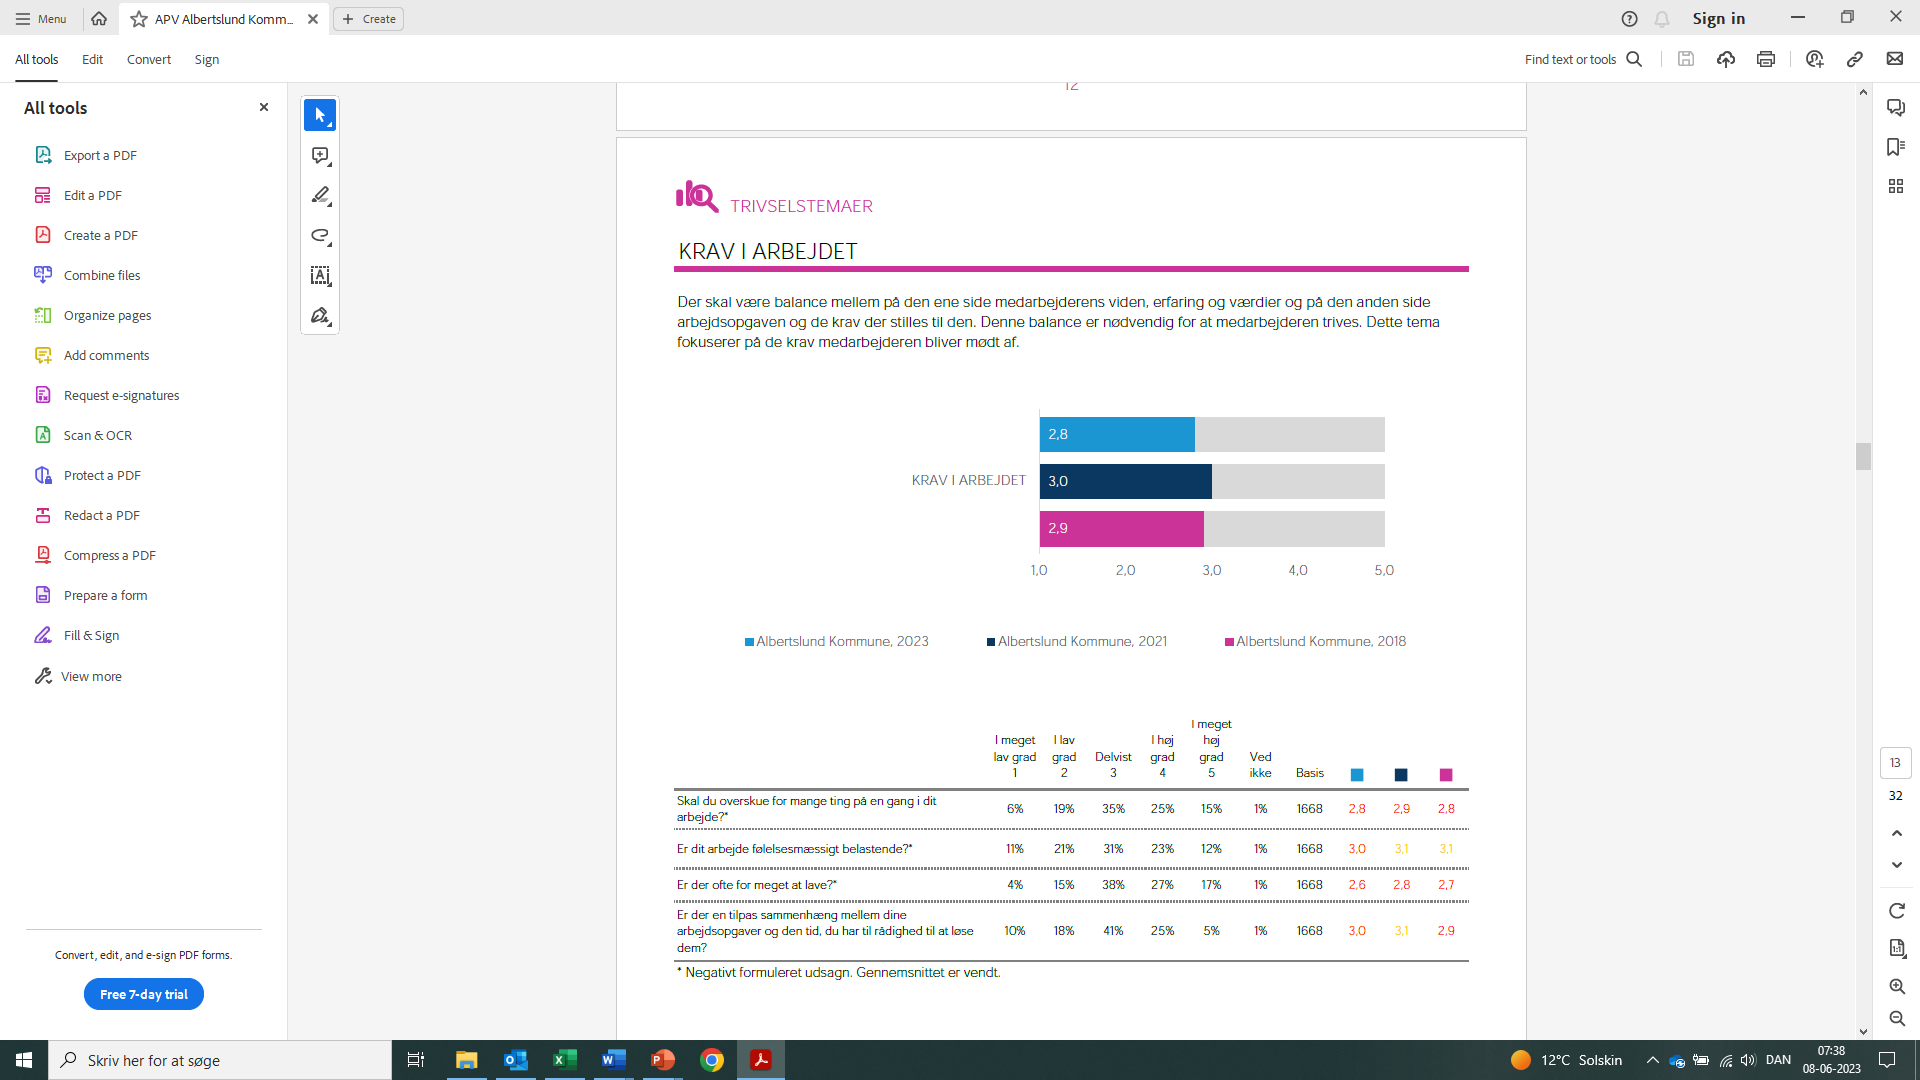 Menu
APV Albertslund Komm...
Create
Sign in
All tools
Edit
Convert
Sign
Find text or tools
All tools
Export a PDF
Edit a PDF
Create a PDF
Combine files
Organize pages
Add comments
Request e-signatures
Scan & OCR
Protect a PDF
Redact a PDF
Compress a PDF
Prepare a form
Fill & Sign
View more
Convert, edit, and e-sign PDF forms.
Free 7-day trial
12
TRIVSELSTEMAER
KRAV I ARBEJDET
Der skal være balance mellem på den ene side medarbejderens viden, erfaring og værdier og på den anden side
arbejdsopgaven og de krav der stilles til den. Denne balance er nødvendig for at medarbejderen trives. Dette tema
fokuserer på de krav medarbejderen bliver mødt af.
2,8
KRAV I ARBEJDET 3,0
2,9
1,0 2,0 3,0 4,0 5,0
Albertslund Kommune, 2023 Albertslund Kommune, 2021 Albertslund Kommune, 2018
I meget
I meget I lav I høj høj
lav grad grad Delvist grad grad Ved
1 2 3 4 5 ikke Basis
Skal du overskue for mange ting på en gang i dit
arbejde?* 6% 19% 35% 25% 15% 1% 1668 2,8 2,9 2,8
Er dit arbejde følelsesmæssigt belastende?* 11% 21% 31% 23% 12% 1% 1668 3,0 3,1 3,1
Er der ofte for meget at lave?* 4% 15% 38% 27% 17% 1% 1668 2,6 2,8 2,7
Er der en tilpas sammenhæng mellem dine
arbejdsopgaver og den tid, du har til rådighed til at løse 10% 18% 41% 25% 5% 1% 1668 3,0 3,1 2,9
dem?
* Negativt formuleret udsagn. Gennemsnittet er vendt.
13
32
1:1
Skriv her for at søge
12°C Solskin
DAN
07:38
08-06-2023